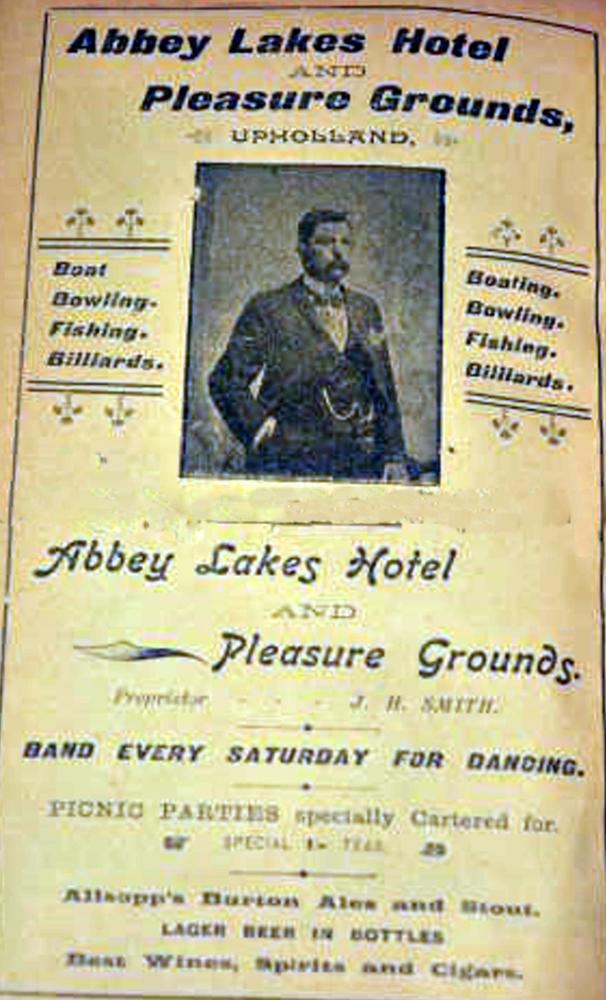 Abbey Lakes Hotel
AND
Pleasure Grounds,
UPHOLLAND,
Boat
Bowling.
Fishing.
Billiards.
Boating.
Bowling.
Fishing.
Billiards.
Abbey Lakes Hotel
AND
Pleasure Grounds.
Proprietor - - - J. H. SMITH.
BAND EVERY SATURDAY FOR DANCING.
PICNIC PARTIES specially Cartered for.
SPECIAL 1/- TEAS
Allsopp's Burton Ales and Stout.
LAGER BEER IN BOTTLES
Best Wines, Spirits and Cigars.